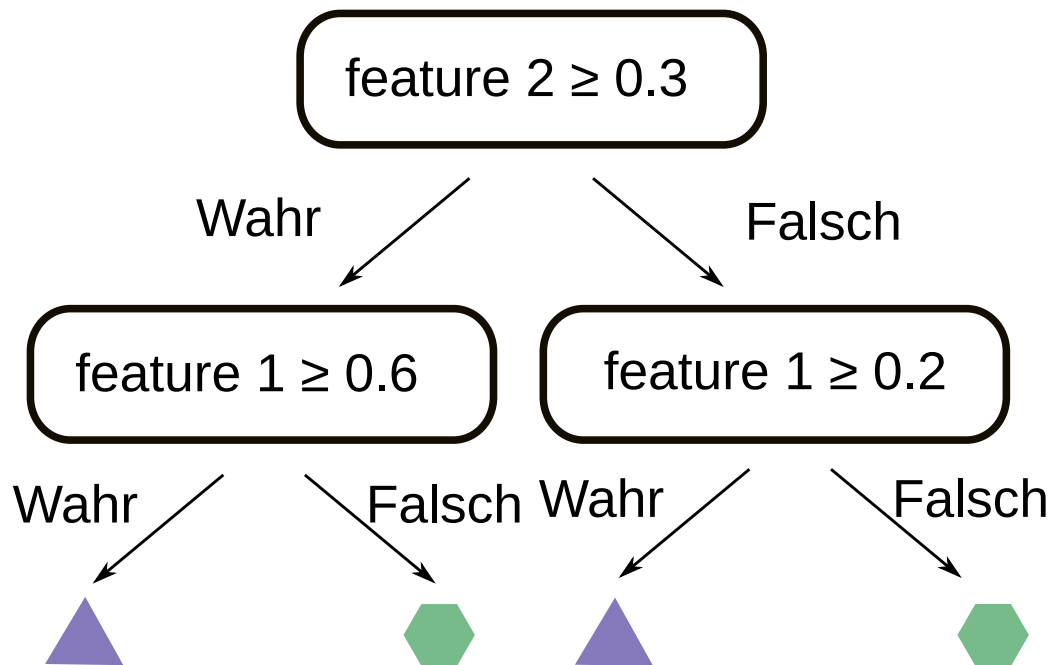 feature 2 ≥ 0.3
Wahr
Falsch
feature 1 ≥ 0.6
feature 1 ≥ 0.2
Wahr
Falsch
Wahr
Falsch